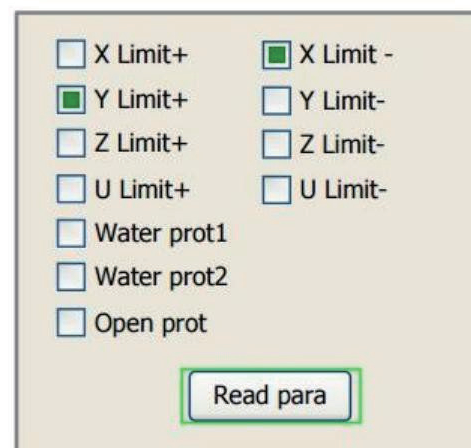 X Limit+ X Limit -
Y Limit+ Y Limit-
Z Limit+ Z Limit-
U Limit+ U Limit-
Water prot1
Water prot2
Open prot
Read para